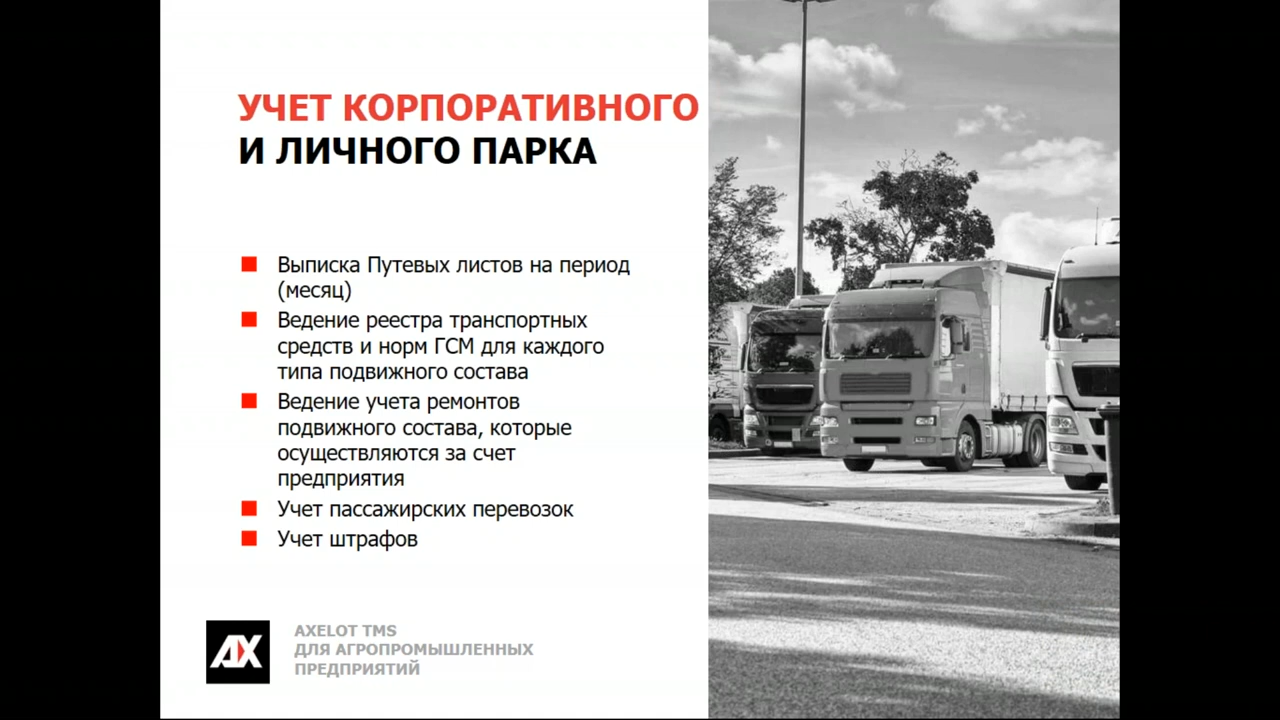 УЧЕТ КОРПОРАТИВНОГО
И ЛИЧНОГО ПАРКА
Выписка Путевых листов на период
(месяц)
Ведение реестра транспортных
средств и норм ГСМ для каждого
типа подвижного состава
Ведение учета ремонтов
подвижного состава, которые
осуществляются за счет
предприятия
Учет пассажирских перевозок
Учет штрафов
AX
AXELOT TMS
ДЛЯ АГРОПРОМЫШЛЕННЫХ
ПРЕДПРИЯТИЙ